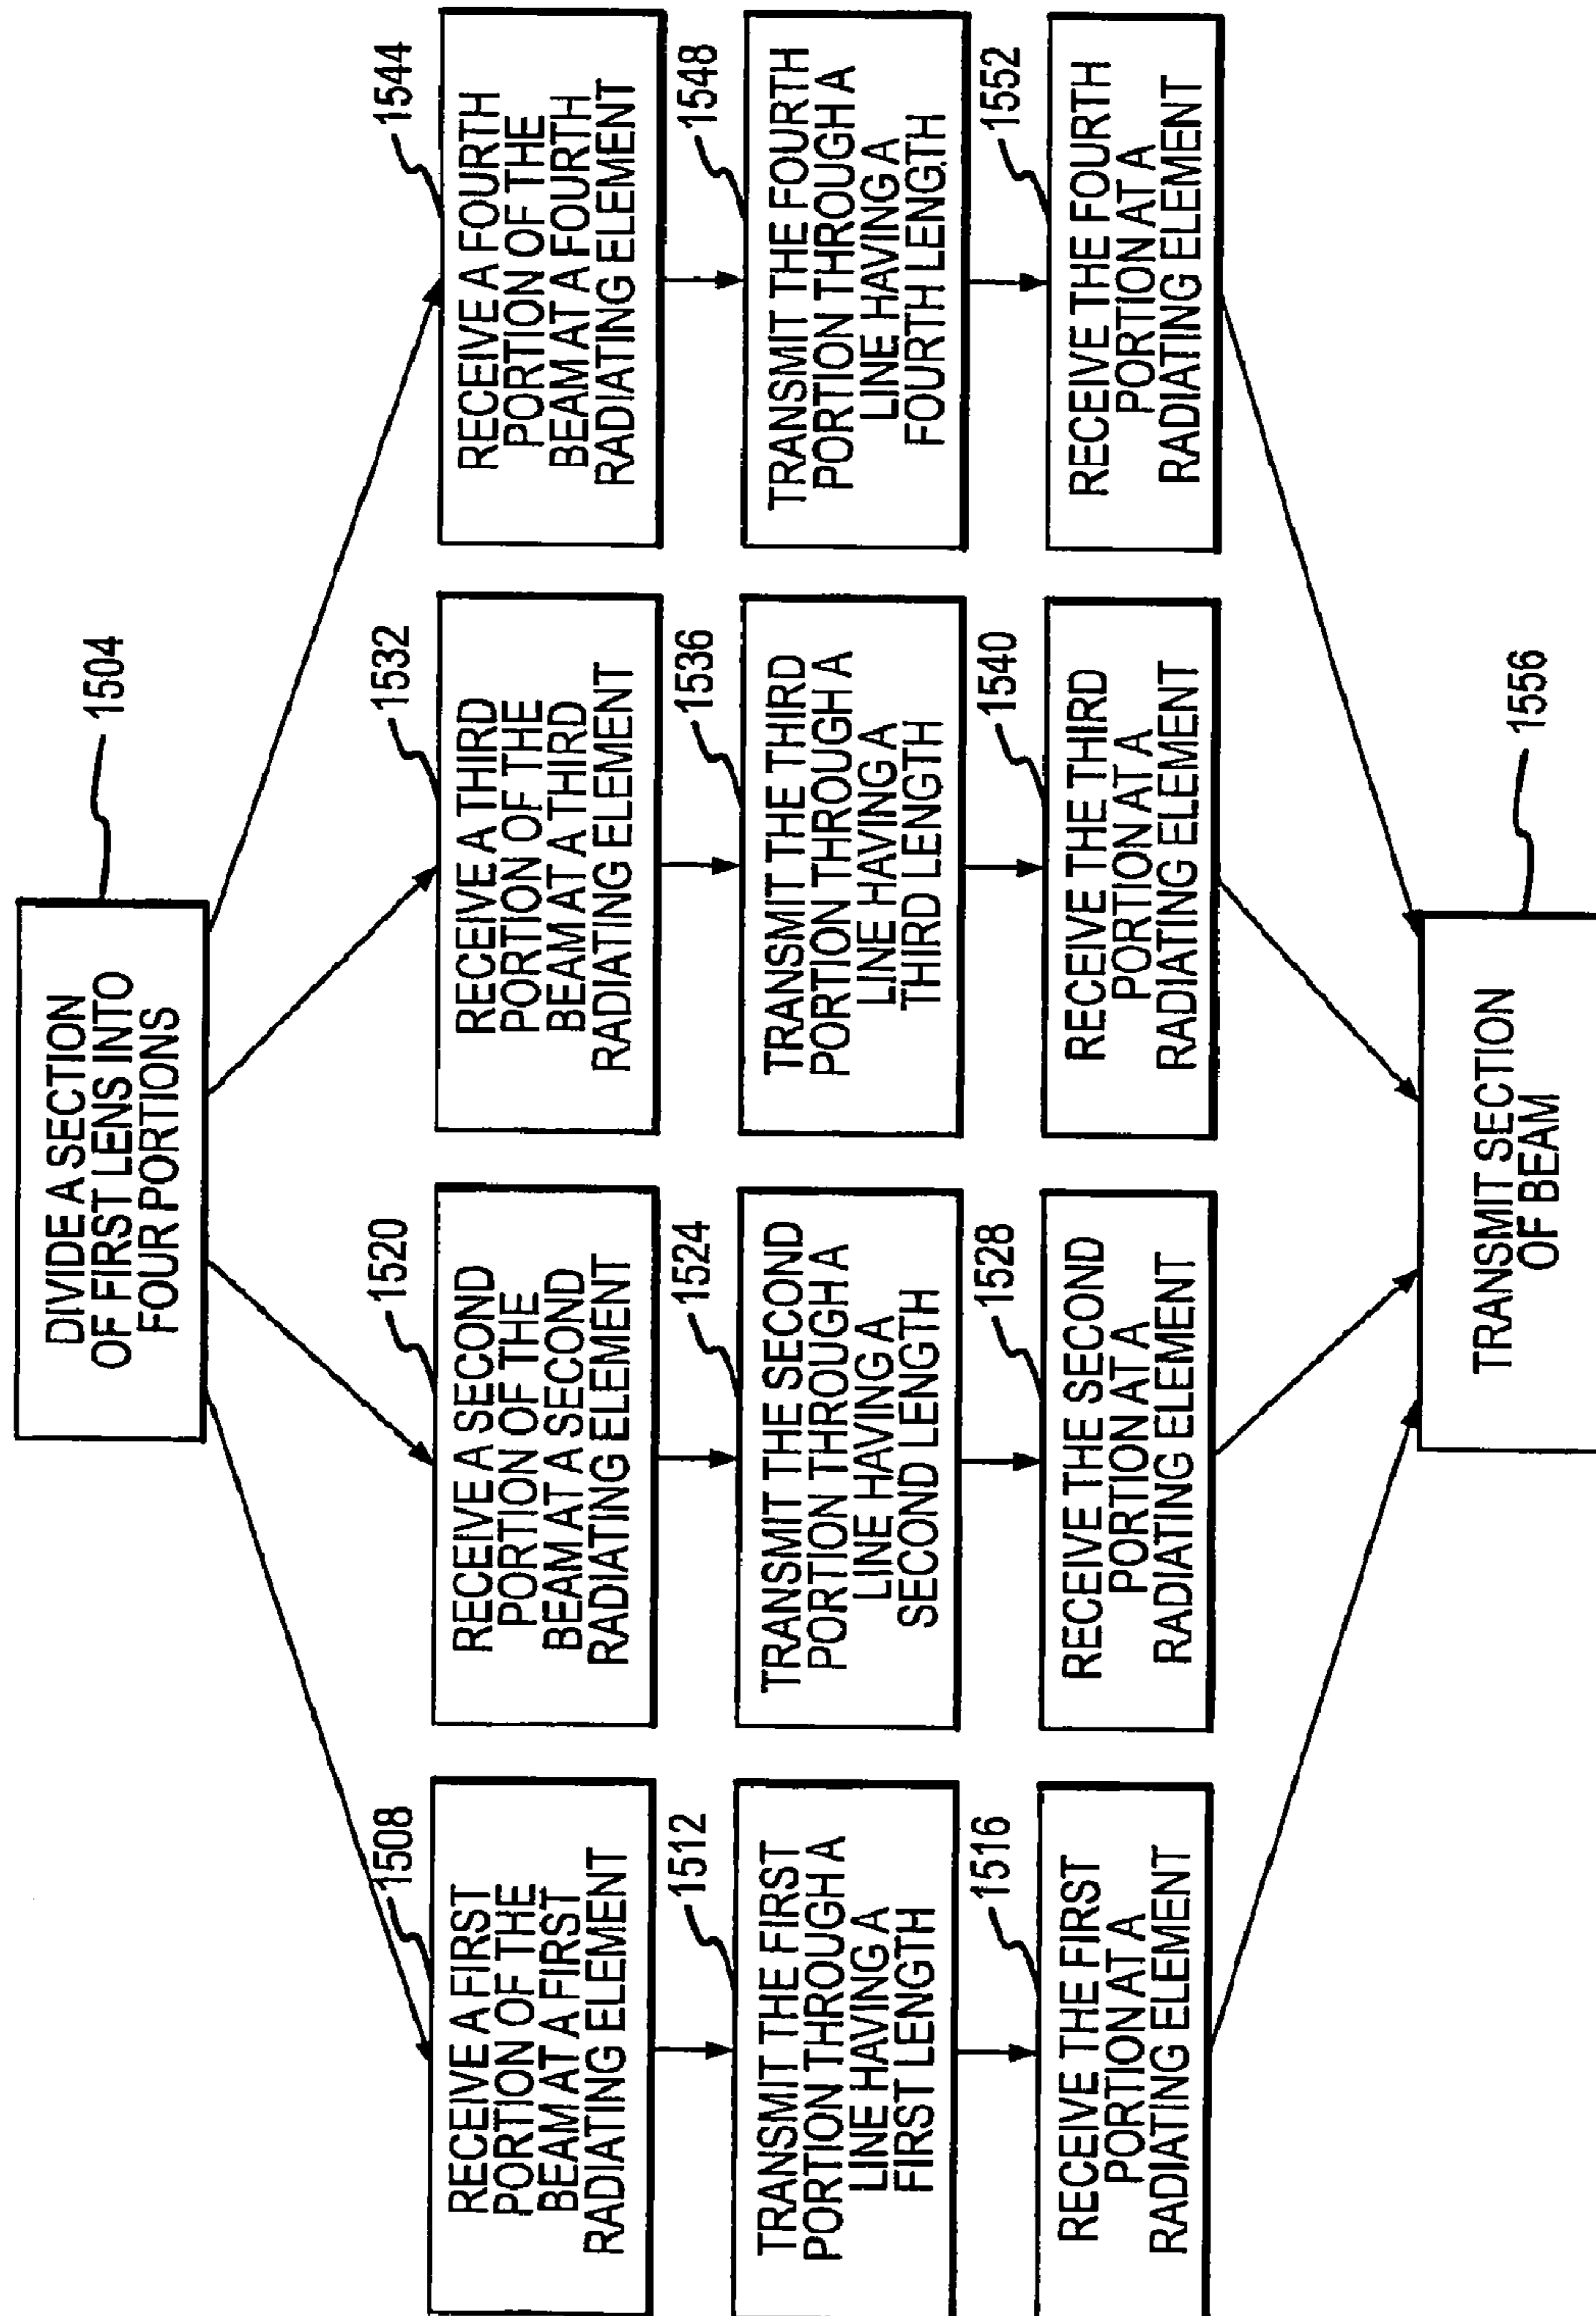 DIVIDE A SECTION
OF FIRST LENS INTO
FOUR PORTIONS
1504
RECEIVE A FIRST
PORTION OF THE
BEAM AT A FIRST
RADIATING ELEMENT
1508
TRANSMIT THE FIRST
PORTION THROUGH A
LINE HAVING A
FIRST LENGTH
1512
RECEIVE THE FIRST
PORTION AT A
RADIATING ELEMENT
1516
RECEIVE A SECOND
PORTION OF THE
BEAM AT A SECOND
RADIATING ELEMENT
1520
TRANSMIT THE SECOND
PORTION THROUGH A
LINE HAVING A
SECOND LENGTH
1524
RECEIVE THE SECOND
PORTION AT A
RADIATING ELEMENT
1528
RECEIVE A THIRD
PORTION OF THE
BEAM AT A THIRD
RADIATING ELEMENT
1532
TRANSMIT THE THIRD
PORTION THROUGH A
LINE HAVING A
THIRD LENGTH
1536
RECEIVE THE THIRD
PORTION AT A
RADIATING ELEMENT
1540
RECEIVE A FOURTH
PORTION OF THE
BEAM AT A FOURTH
RADIATING ELEMENT
1544
TRANSMIT THE FOURTH
PORTION THROUGH A
LINE HAVING A
FOURTH LENGTH
1548
RECEIVE THE FOURTH
PORTION AT A
RADIATING ELEMENT
1552
TRANSMIT SECTION
OF BEAM
1556